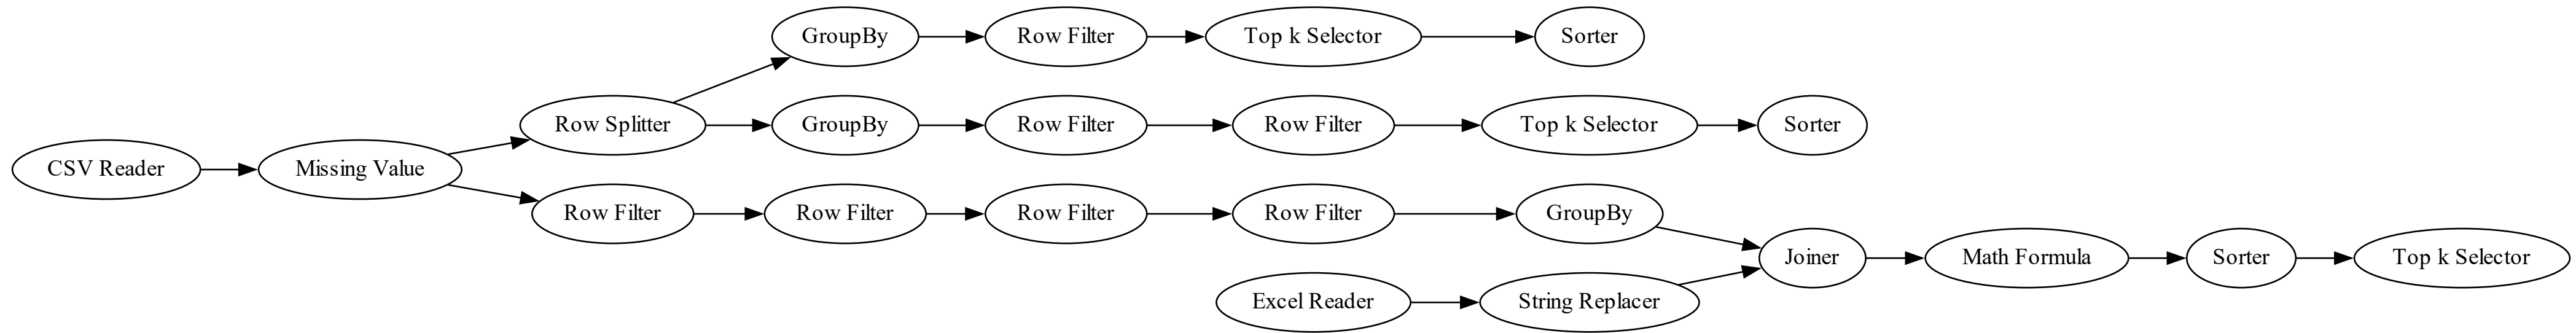 GroupBy
Row Filter
Top k Selector
Sorter
Row Splitter
GroupBy
Row Filter
Row Filter
Top k Selector
Sorter
CSV Reader
Missing Value
Row Filter
Row Filter
Row Filter
Row Filter
GroupBy
Joiner
Math Formula
Sorter
Top k Selector
Excel Reader
String Replacer